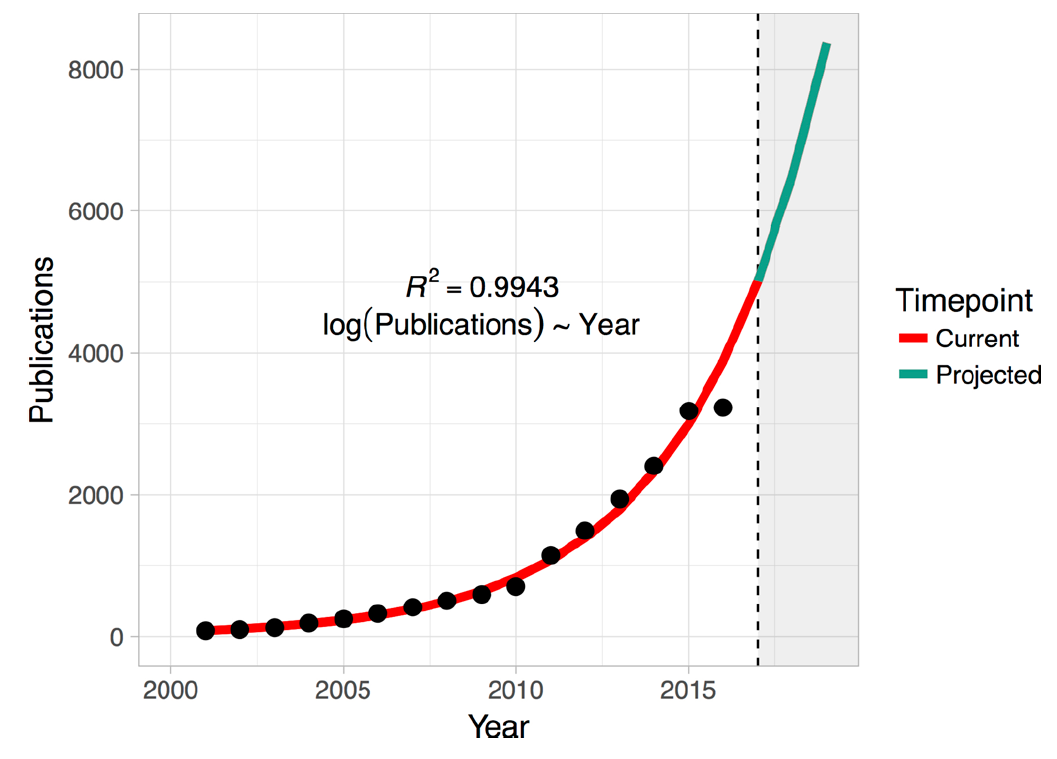 8000
6000
4000
2000
0
Publications
R² = 0.9943
log(Publications) ~ Year
2000
2005
2010
2015
Year
Timepoint
Current
Projected